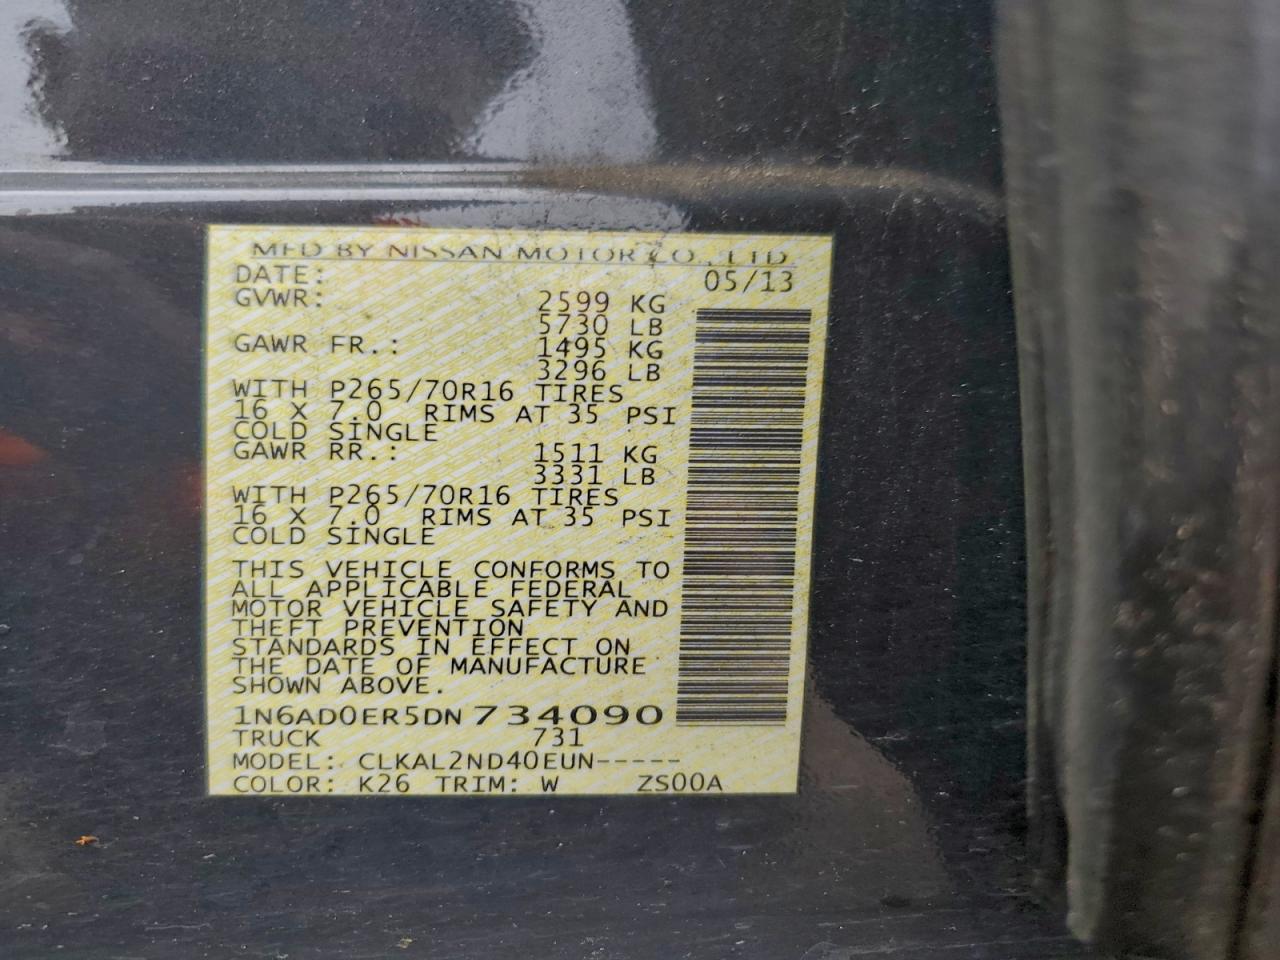 MFD BY NISSAN MOTOR CO., LTD.
DATE: 05/13
GVWR: 2599 KG
5730 LB
GAWR FR.: 1495 KG
3296 LB
WITH P265/70R16 TIRES
16 X 7.0 RIMS AT 35 PSI
COLD SINGLE
GAWR RR.: 1511 KG
3331 LB
WITH P265/70R16 TIRES
16 X 7.0 RIMS AT 35 PSI
COLD SINGLE
THIS VEHICLE CONFORMS TO
ALL APPLICABLE FEDERAL
MOTOR VEHICLE SAFETY AND
THEFT PREVENTION
STANDARDS IN EFFECT ON
THE DATE OF MANUFACTURE
SHOWN ABOVE.
1N6AD0ER5DN734090
TRUCK 731
MODEL: CLKAL2ND40EUN-----
COLOR: K26 TRIM: W ZS00A